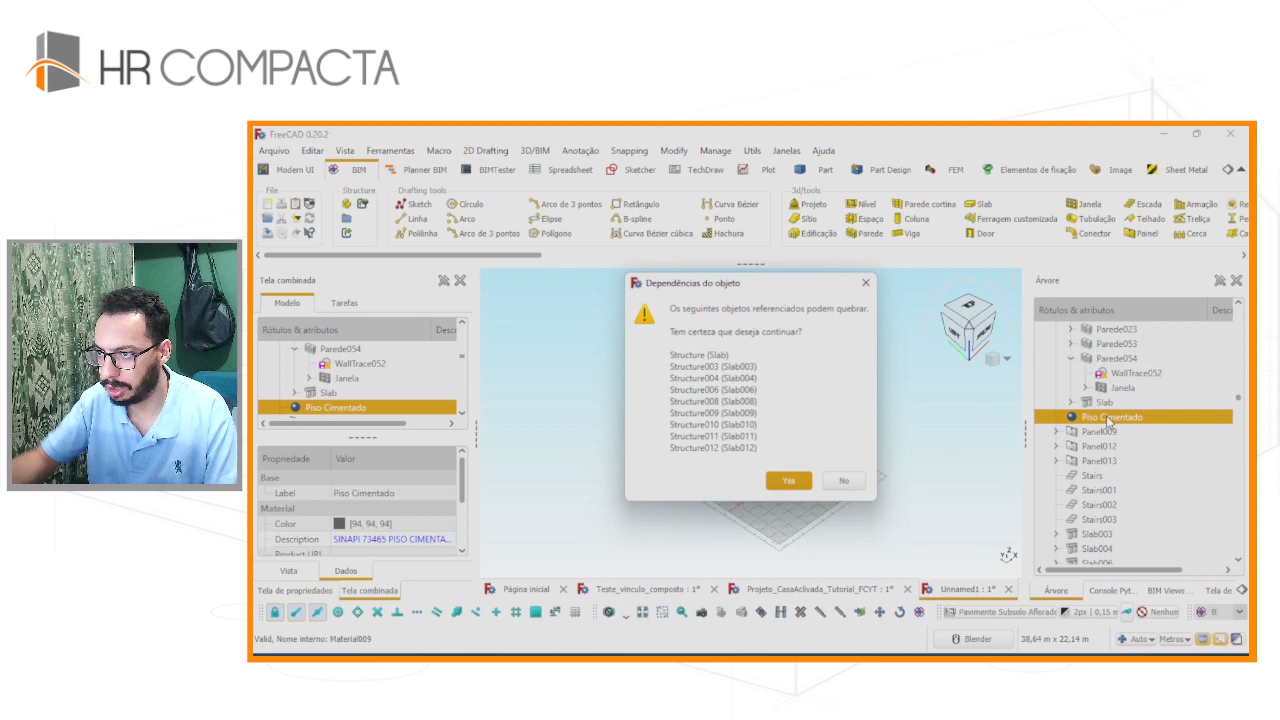 HR COMPACTA
FreeCAD 0.20.2
Arquivo Editar Vista Ferramentas Macro 2D Drafting 3D/BIM Anotação Snapping Modify Manage Utils Janelas Ajuda
Modern UI BIM Planner BIM BIMTester Spreadsheet Sketcher TechDraw Plot Part Part Design FEM Elementos de fixação Image Sheet Metal
File Structure Drafting tools 3d/tools
Sketch Círculo Arco de 3 pontos Retângulo Curva Bézier Projeto Nível Parede cortina Slab Janela Escada Armação Re
Linha Arco Elipse B-spline Ponto Sítio Espaço Coluna Ferragem customizada Tubulação Telhado Treliça Pe
Polilinha Arco de 3 pontos Polígono Curva Bézier cúbica Hachura Edificação Parede Viga Door Conector Painel Cerca Ca
Tela combinada
Modelo Tarefas
Rótulos & atributos Descr
Parede054
WallTrace052
Janela
Slab
Piso Cimentado
Propriedade Valor
Base
Label Piso Cimentado
Material
Color [94, 94, 94]
Description SINAPI 73465 PISO CIMENTA...
Product URL
Vista Dados
Tela de propriedades Tela combinada
Dependências do objeto
Os seguintes objetos referenciados podem quebrar.
Tem certeza que deseja continuar?
Structure (Slab)
Structure003 (Slab003)
Structure004 (Slab004)
Structure006 (Slab006)
Structure008 (Slab008)
Structure009 (Slab009)
Structure010 (Slab010)
Structure011 (Slab011)
Structure012 (Slab012)
Yes No
Árvore
Rótulos & atributos Descr
Parede023
Parede053
Parede054
WallTrace052
Janela
Slab
Piso Cimentado
Panel009
Panel012
Panel013
Stairs
Stairs001
Stairs002
Stairs003
Slab003
Slab004
Slab006
Página inicial Teste_vinculo_composto : 1* Projeto_CasaAclivada_Tutorial_FCYT : 1* Unnamed1 : 1*
Árvore Console Pyt... BIM Views ... Tela de
Pavimento Subsolo Aflorado 2px | 0,15 m Nenhum B
Valid, Nome interno: Material009 Blender 38,64 m x 22,14 m Auto Metros